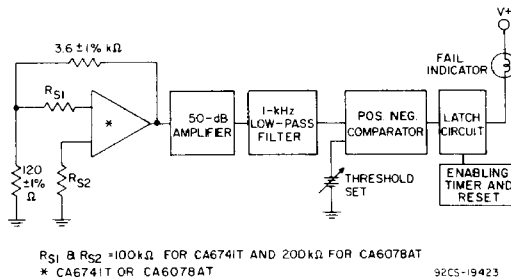 V+
3.6 ±1% kΩ
FAIL
INDICATOR
RS1
*
50-dB
AMPLIFIER
1-kHz
LOW-PASS
FILTER
POS. NEG.
COMPARATOR
LATCH
CIRCUIT
120
±1%
Ω
RS2
THRESHOLD
SET
ENABLING
TIMER AND
RESET
RS1 & RS2 =100kΩ FOR CA6741T AND 200kΩ FOR CA6078AT
* CA6741T OR CA6078AT
92CS-19423